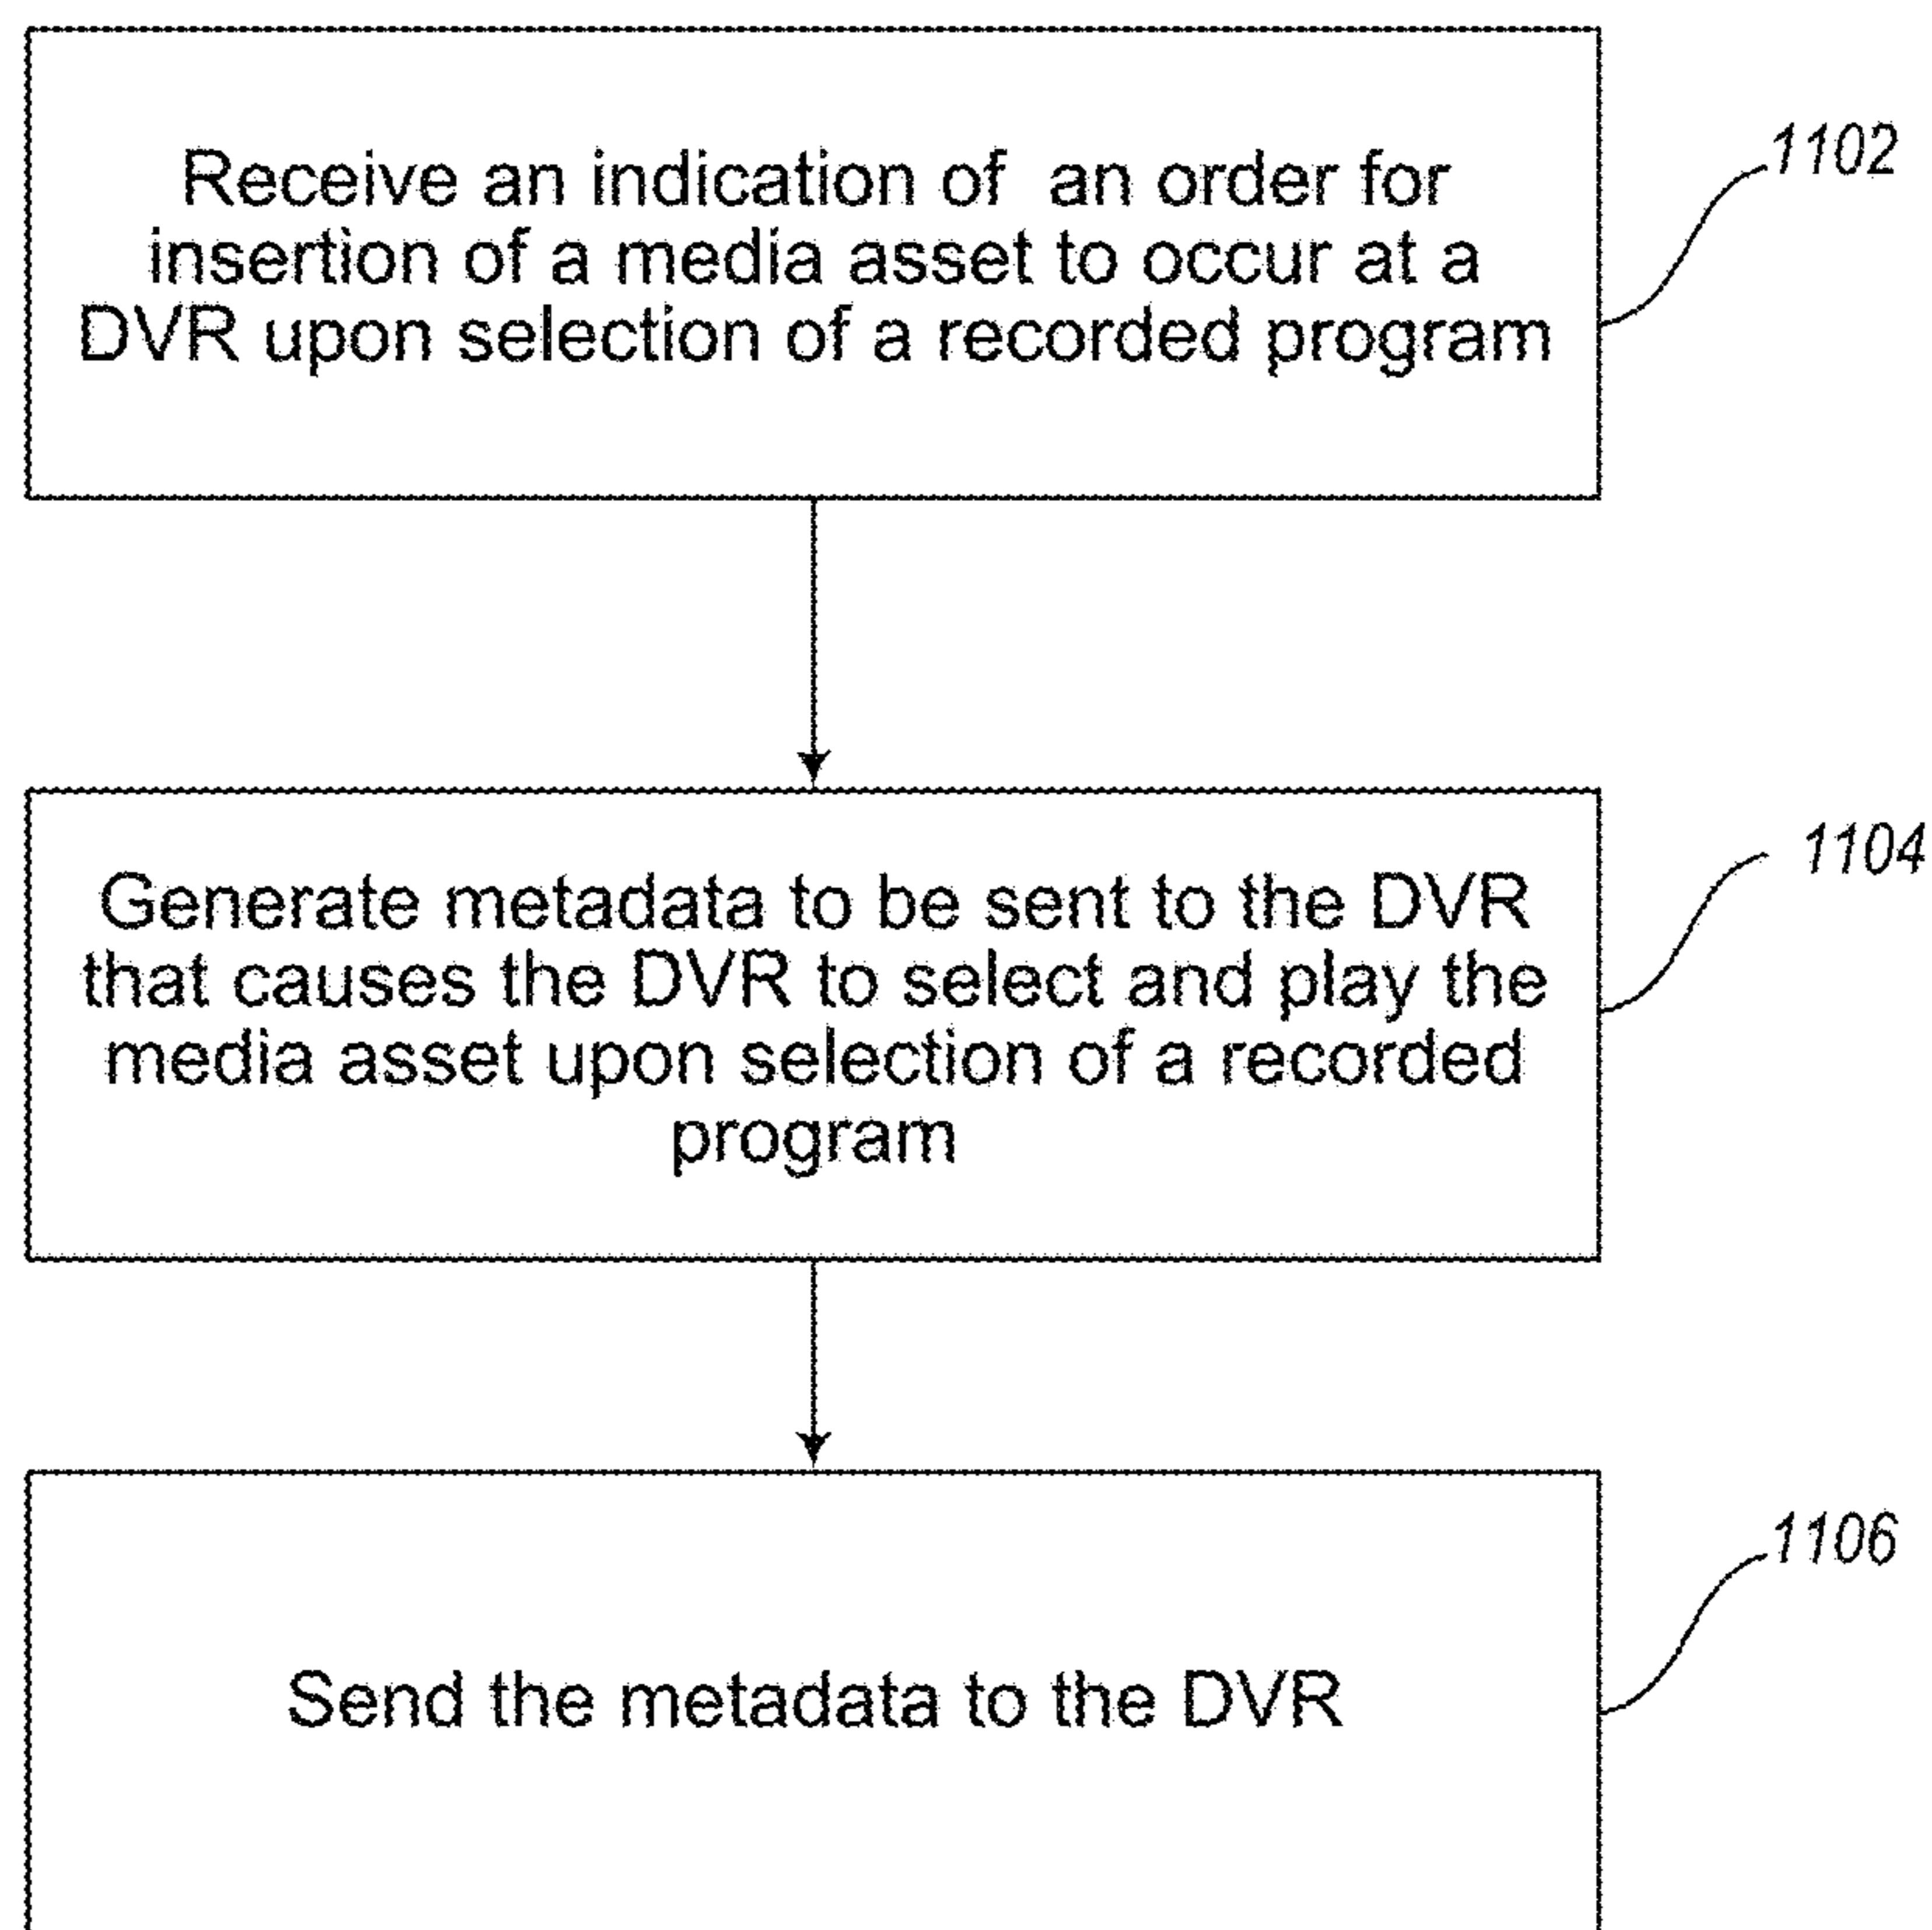 Receive an indication of an order for
insertion of a media asset to occur at a
DVR upon selection of a recorded program
1102
Generate metadata to be sent to the DVR
that causes the DVR to select and play the
media asset upon selection of a recorded
program
1104
Send the metadata to the DVR
1106